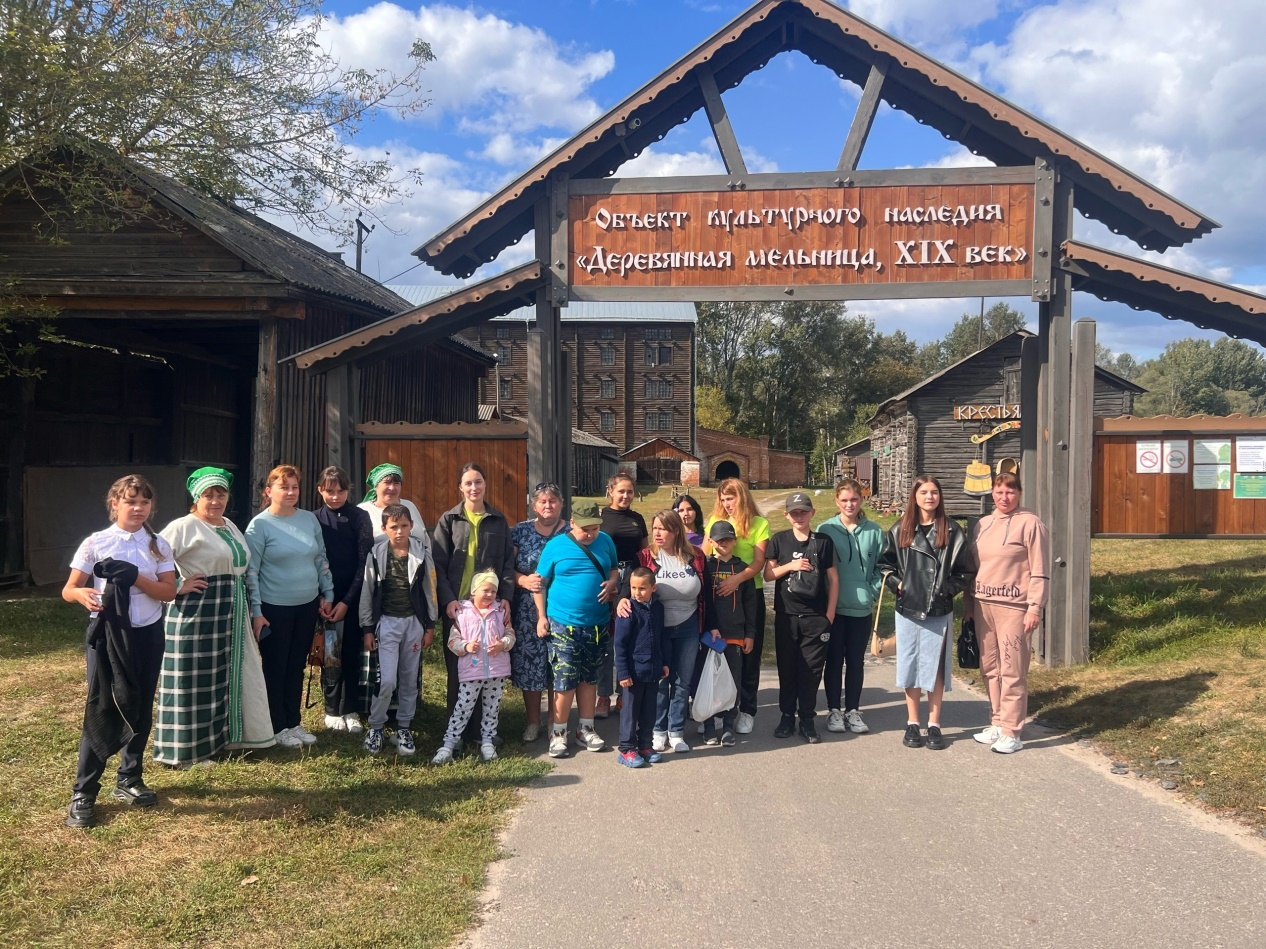 Объект культурного наследия
«Деревянная мельница, XIX век»
КРЕСТЬЯ
Likee
Lagerfeld
Z